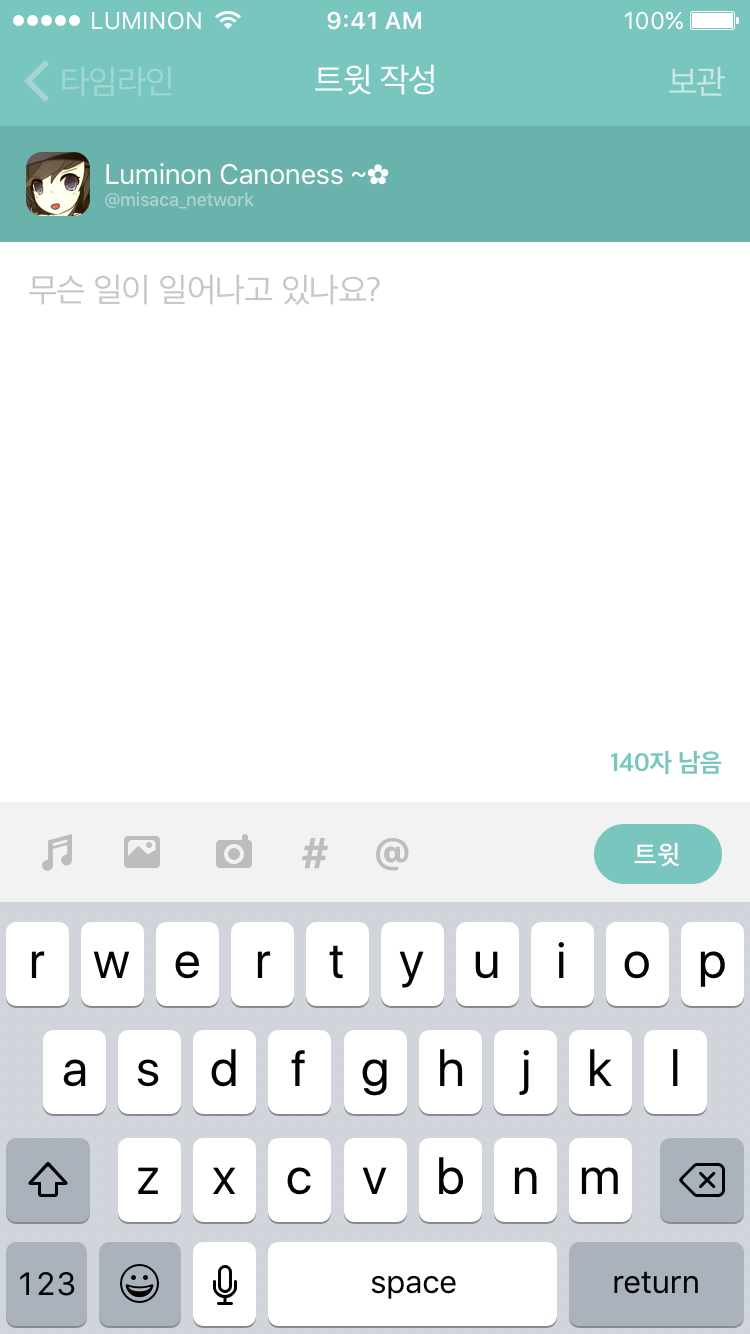 LUMINON 9:41 AM 100%
타임라인 트윗 작성 보관
Luminon Canoness ~✿
@misaca_network
무슨 일이 일어나고 있나요?
140자 남음
# @ 트윗
r w e r t y u i o p
a s d f g h j k l
z x c v b n m
123 space return